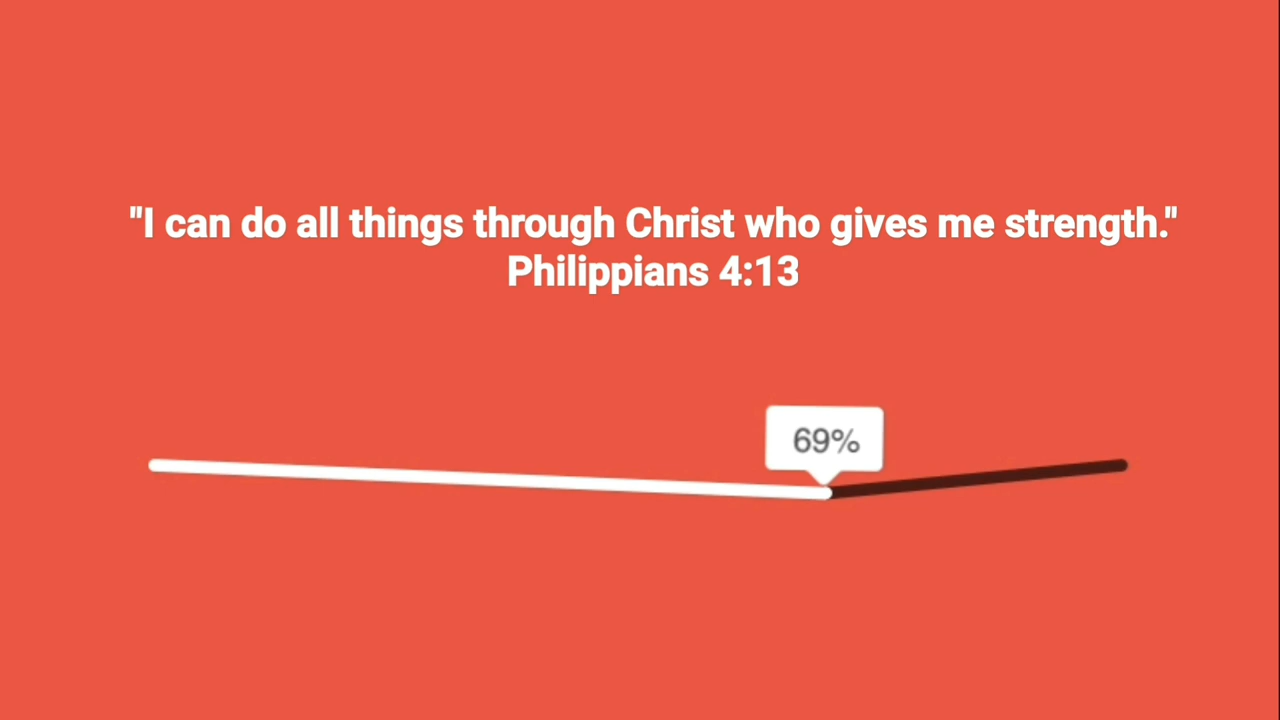 "I can do all things through Christ who gives me strength."
Philippians 4:13
69%